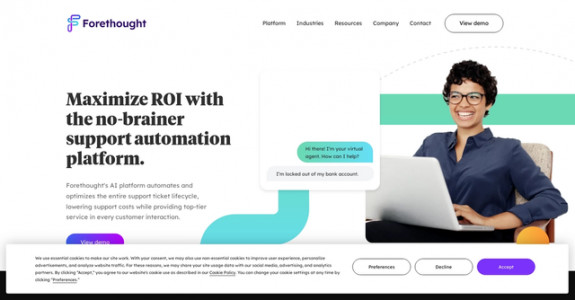 Forethought
Platform Industries Resources Company Contact View demo
Maximize ROI with
the no-brainer
support automation
platform.
Forethought's AI platform automates and
optimizes the entire support ticket lifecycle,
lowering support costs while providing top-tier
service in every customer interaction.
View demo
Hi there! I'm your virtual
agent. How can I help?
I'm locked out of my bank account.
We use essential cookies to make our site work. With your consent, we may also use non-essential cookies to improve user experience, personalize
advertisements, and analyze website traffic. For these reasons, we may share your site usage data with our social media, advertising, and analytics
partners. By clicking "Accept," you agree to our website's cookie use as described in our Cookie Policy. You can change your cookie settings at any time by
clicking "Preferences."
Preferences Decline Accept